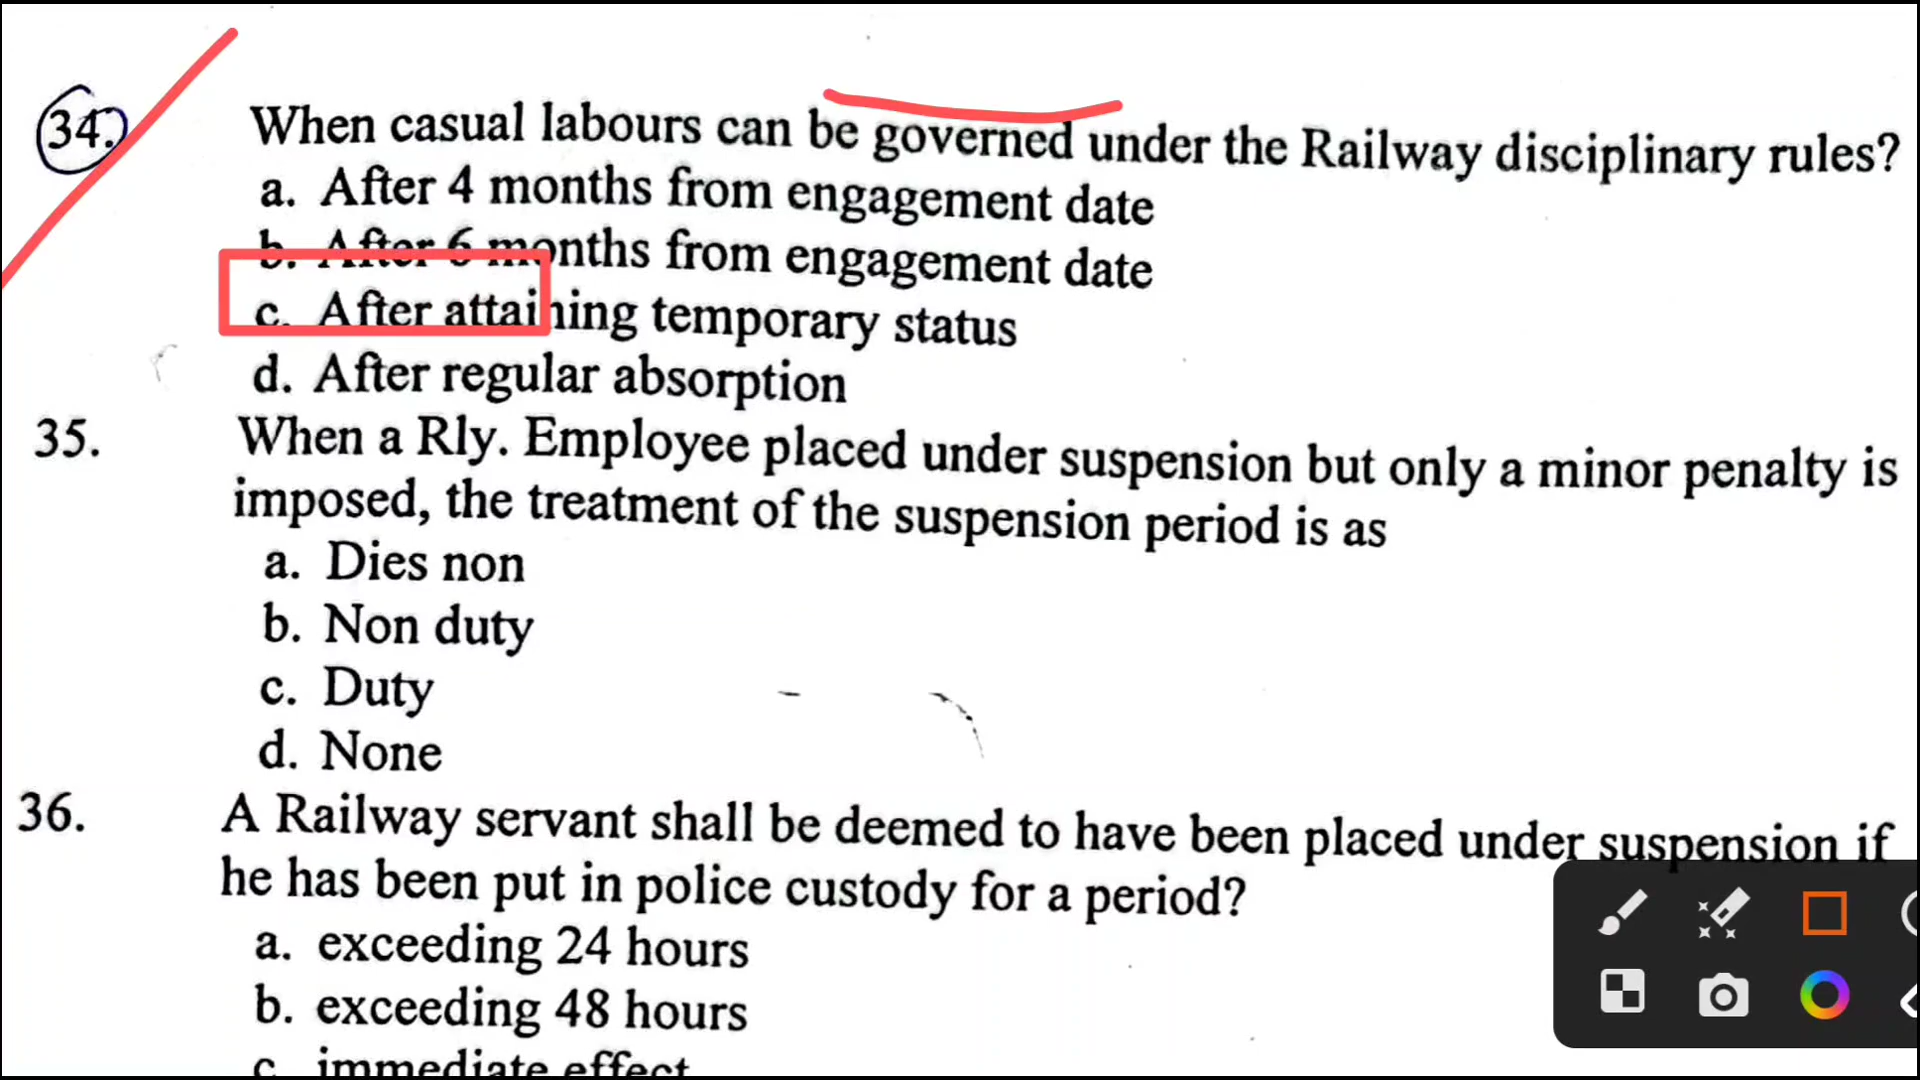 34. When casual labours can be governed under the Railway disciplinary rules?
a. After 4 months from engagement date
b. After 6 months from engagement date
c. After attaining temporary status
d. After regular absorption
35. When a Rly. Employee placed under suspension but only a minor penalty is
imposed, the treatment of the suspension period is as
a. Dies non
b. Non duty
c. Duty
d. None
36. A Railway servant shall be deemed to have been placed under suspension if
he has been put in police custody for a period?
a. exceeding 24 hours
b. exceeding 48 hours
c. immediate effect